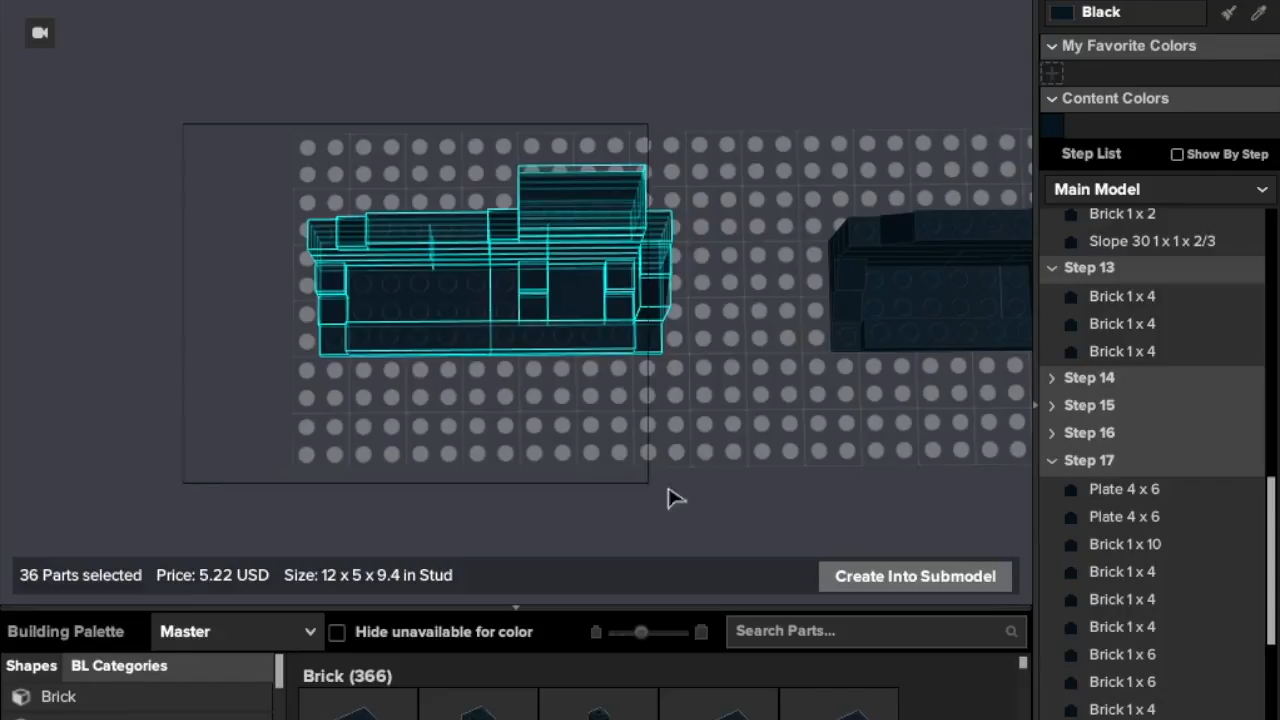 Black
My Favorite Colors
Content Colors
Step List
Show By Step
Main Model
Brick 1 x 2
Slope 30 1 x 1 x 2/3
Step 13
Brick 1 x 4
Brick 1 x 4
Brick 1 x 4
Step 14
Step 15
Step 16
Step 17
Plate 4 x 6
Plate 4 x 6
Brick 1 x 10
Brick 1 x 4
Brick 1 x 4
Brick 1 x 4
Brick 1 x 6
Brick 1 x 6
Brick 1 x 4
36 Parts selected Price: 5.22 USD Size: 12 x 5 x 9.4 in Stud
Create Into Submodel
Building Palette
Master
Hide unavailable for color
Search Parts...
Shapes
BL Categories
Brick (366)
Brick